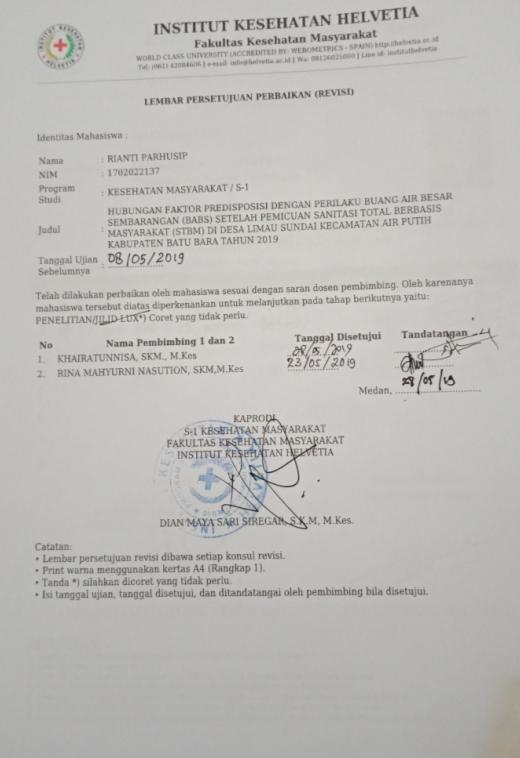 INSTITUT KESEHATAN HELVETIA
Fakultas Kesehatan Masyarakat
WORLD CLASS UNIVERSITY (ACCREDITED BY: WEBOMETRICS - SPAIN) http://helvetia.ac.id
Tel: (061) 42084606 | e-mail: info@helvetia.ac.id | Wa: 08126025000 | Line id: instituthelvetia
LEMBAR PERSETUJUAN PERBAIKAN (REVISI)
Identitas Mahasiswa :
Nama : RIANTI PARHUSIP
NIM : 1702022137
Program Studi : KESEHATAN MASYARAKAT / S-1
Judul : HUBUNGAN FAKTOR PREDISPOSISI DENGAN PERILAKU BUANG AIR BESAR
SEMBARANGAN (BABS) SETELAH PEMICUAN SANITASI TOTAL BERBASIS
MASYARAKAT (STBM) DI DESA LIMAU SUNDAI KECAMATAN AIR PUTIH
KABUPATEN BATU BARA TAHUN 2019
Tanggal Ujian Sebelumnya : 08/05/2019
Telah dilakukan perbaikan oleh mahasiswa sesuai dengan saran dosen pembimbing. Oleh karenanya
mahasiswa tersebut diatas diperkenankan untuk melanjutkan pada tahap berikutnya yaitu:
PENELITIAN/JILID LUX*) Coret yang tidak perlu.
No Nama Pembimbing 1 dan 2 Tanggal Disetujui Tandatangan
1. KHAIRATUNNISA, SKM., M.Kes 08/05/2019
2. RINA MAHYURNI NASUTION, SKM,M.Kes 23/05/2019
Medan, 28/05/19
KAPRODI
S-1 KESEHATAN MASYARAKAT
FAKULTAS KESEHATAN MASYARAKAT
INSTITUT KESEHATAN HELVETIA
DIAN MAYA SARI SIREGAR, S.K.M, M.Kes.
Catatan:
• Lembar persetujuan revisi dibawa setiap konsul revisi.
• Print warna menggunakan kertas A4 (Rangkap 1).
• Tanda *) silahkan dicoret yang tidak perlu.
• Isi tanggal ujian, tanggal disetujui, dan ditandatangai oleh pembimbing bila disetujui.